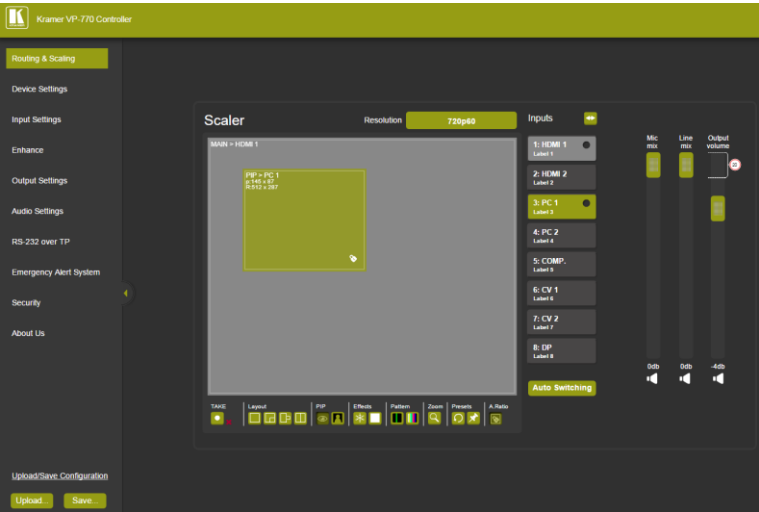 Kramer VP-770 Controller
Routing & Scaling
Device Settings
Input Settings
Enhance
Output Settings
Audio Settings
RS-232 over TP
Emergency Alert System
Security
About Us
Upload/Save Configuration
Upload... Save...
Scaler Resolution 720p60
MAIN > HDMI 1
PIP > PC 1
p:148 x 87
R:512 x 287
TAKE Layout PIP Effects Pattern Zoom Presets A.Ratio
Inputs
1: HDMI 1
Label 1
2: HDMI 2
Label 2
3: PC 1
Label 3
4: PC 2
Label 4
5: COMP.
Label 5
6: CV 1
Label 6
7: CV 2
Label 7
8: DP
Label 8
Auto Switching
Mic Line Output
mix mix volume
0db 0db -4db